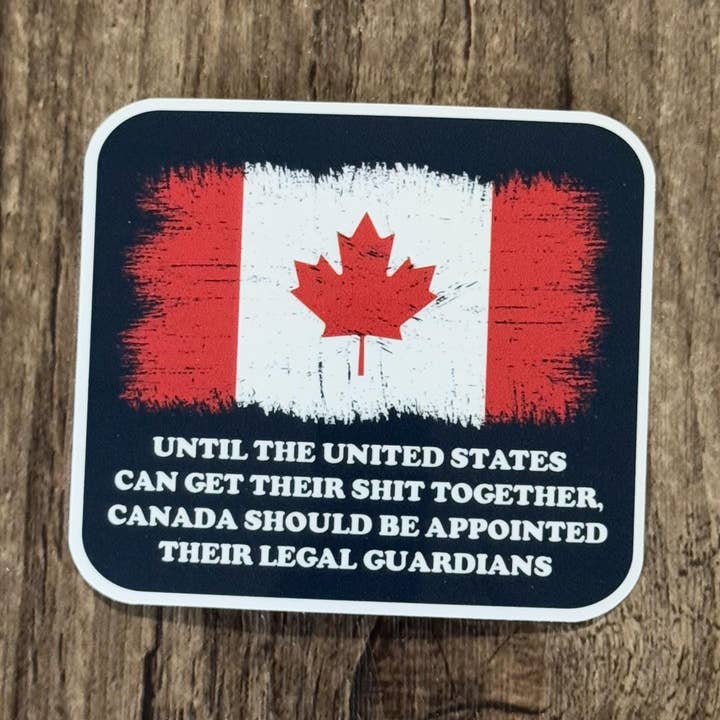 UNTIL THE UNITED STATES
CAN GET THEIR SHIT TOGETHER,
CANADA SHOULD BE APPOINTED
THEIR LEGAL GUARDIANS